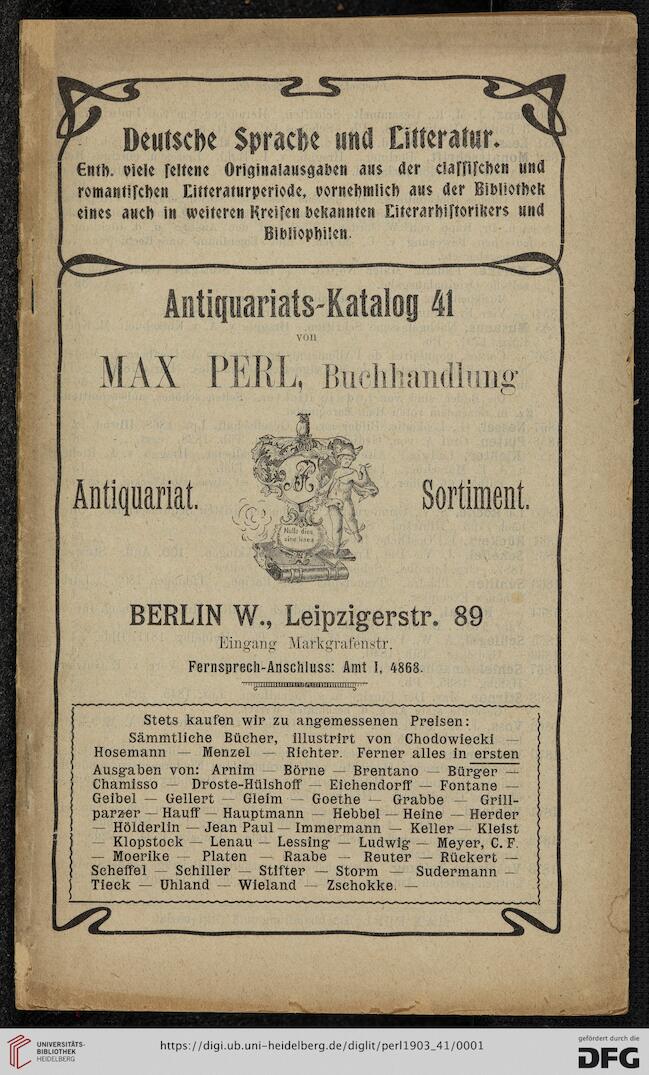 Deutsche Sprache und Litteratur.
Enth. viele seltene Originalausgaben aus der classischen und
romantischen Litteraturperiode, vornehmlich aus der Bibliothek
eines auch in weiteren Kreisen bekannten Literarhistorikers und
Bibliophilen.
Antiquariats-Katalog 41
von
MAX PERL, Buchhandlung
Antiquariat.
Sortiment.
Nulla dies
sine linea
BERLIN W., Leipzigerstr. 89
Eingang Markgrafenstr.
Fernsprech-Anschluss: Amt I, 4868.
Stets kaufen wir zu angemessenen Preisen:
Sämmtliche Bücher, illustrirt von Chodowiecki —
Hosemann — Menzel — Richter. Ferner alles in ersten
Ausgaben von: Arnim — Börne — Brentano — Bürger —
Chamisso — Droste-Hülshoff — Eichendorff — Fontane —
Geibel — Gellert — Gleim — Goethe — Grabbe — Grill-
parzer — Hauff — Hauptmann — Hebbel — Heine — Herder
— Hölderlin — Jean Paul — Immermann — Keller — Kleist
— Klopstock — Lenau — Lessing — Ludwig — Meyer, C. F.
— Moerike — Platen — Raabe — Reuter — Rückert —
Scheffel — Schiller — Stifter — Storm — Sudermann —
Tieck — Uhland — Wieland — Zschokke. —
UNIVERSITÄTS-
BIBLIOTHEK
HEIDELBERG
https://digi.ub.uni-heidelberg.de/diglit/perl1903_41/0001
gefördert durch die
DFG